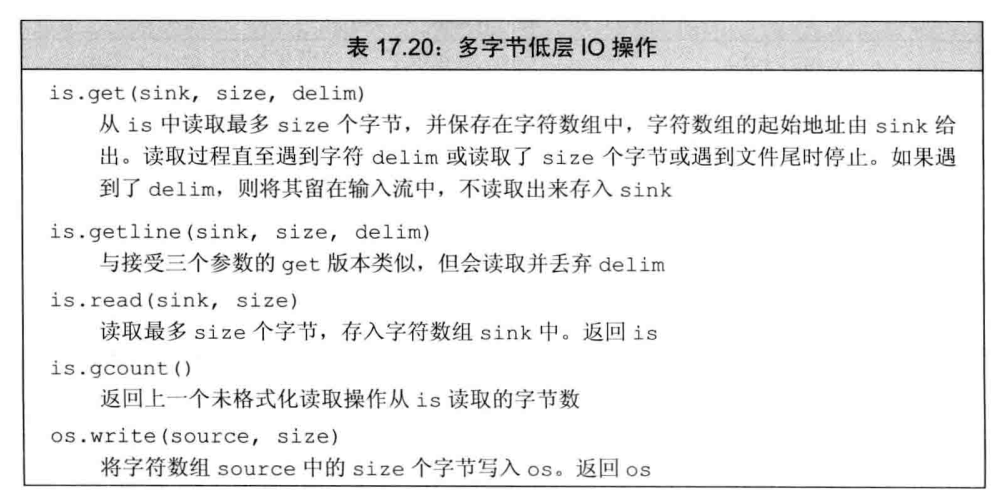 表 17.20：多字节低层 IO 操作
is.get(sink, size, delim)
从 is 中读取最多 size 个字节，并保存在字符数组中，字符数组的起始地址由 sink 给
出。读取过程直至遇到字符 delim 或读取了 size 个字节或遇到文件尾时停止。如果遇
到了 delim，则将其留在输入流中，不读取出来存入 sink
is.getline(sink, size, delim)
与接受三个参数的 get 版本类似，但会读取并丢弃 delim
is.read(sink, size)
读取最多 size 个字节，存入字符数组 sink 中。返回 is
is.gcount()
返回上一个未格式化读取操作从 is 读取的字节数
os.write(source, size)
将字符数组 source 中的 size 个字节写入 os。返回 os